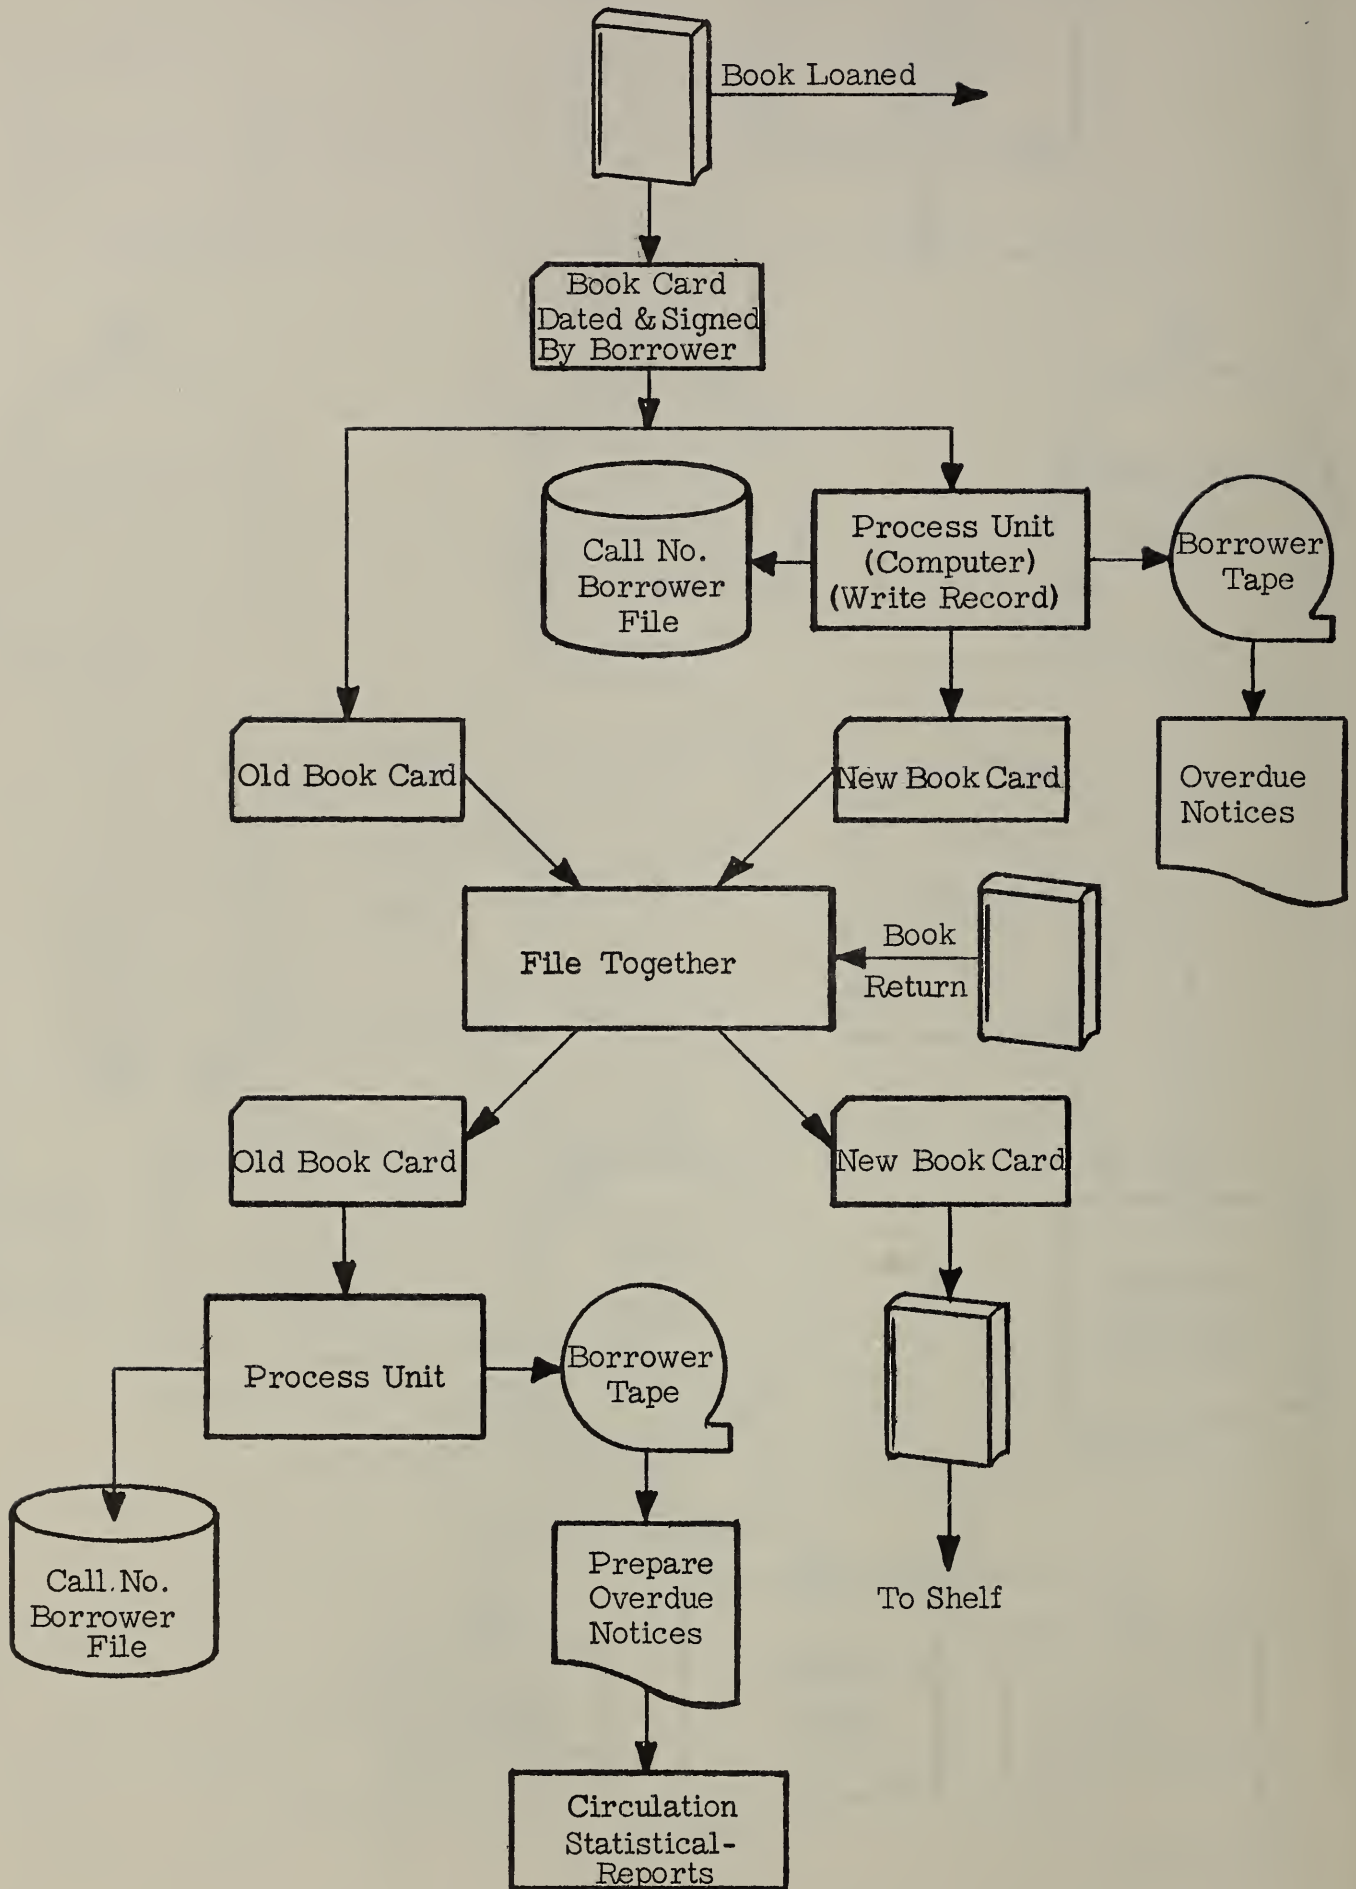 Book Loaned
Book Card
Dated & Signed
By Borrower
Call No.
Borrower
File
Process Unit
(Computer)
(Write Record)
Borrower
Tape
Old Book Card
New Book Card
Overdue
Notices
File Together
Book
Return
Old Book Card
New Book Card
Process Unit
Borrower
Tape
Call. No.
Borrower
File
Prepare
Overdue
Notices
To Shelf
Circulation
Statistical-
Reports